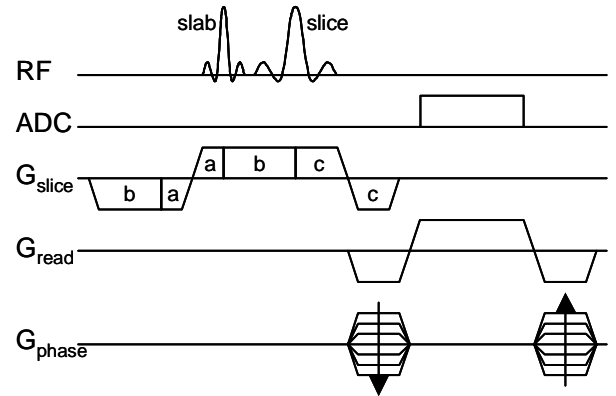 slab slice
RF
ADC
a b c
G_slice
b a c
G_read
G_phase